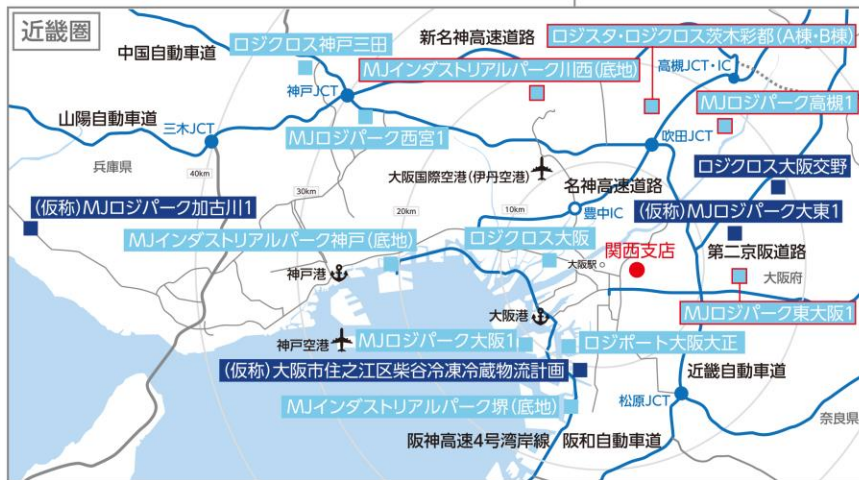 近畿圏
中国自動車道
ロジクロス神戸三田
新名神高速道路
ロジスタ・ロジクロス茨木彩都(A棟・B棟)
MJインダストリアルパーク川西(底地)
高槻JCT・IC
神戸JCT
山陽自動車道
MJロジパーク高槻1
三木JCT
MJロジパーク西宮1
吹田JCT
兵庫県
40km
大阪国際空港(伊丹空港)
ロジクロス大阪交野
30km
名神高速道路
(仮称)MJロジパーク加古川1
20km
10km
豊中IC
(仮称)MJロジパーク大東1
MJインダストリアルパーク神戸(底地)
ロジクロス大阪
関西支店
第二京阪道路
大阪駅
神戸港
大阪府
MJロジパーク東大阪1
大阪港
神戸空港
MJロジパーク大阪1
ロジポート大阪大正
(仮称)大阪市住之江区柴谷冷凍冷蔵物流計画
近畿自動車道
MJインダストリアルパーク堺(底地)
松原JCT
奈良県
阪神高速4号湾岸線
阪和自動車道